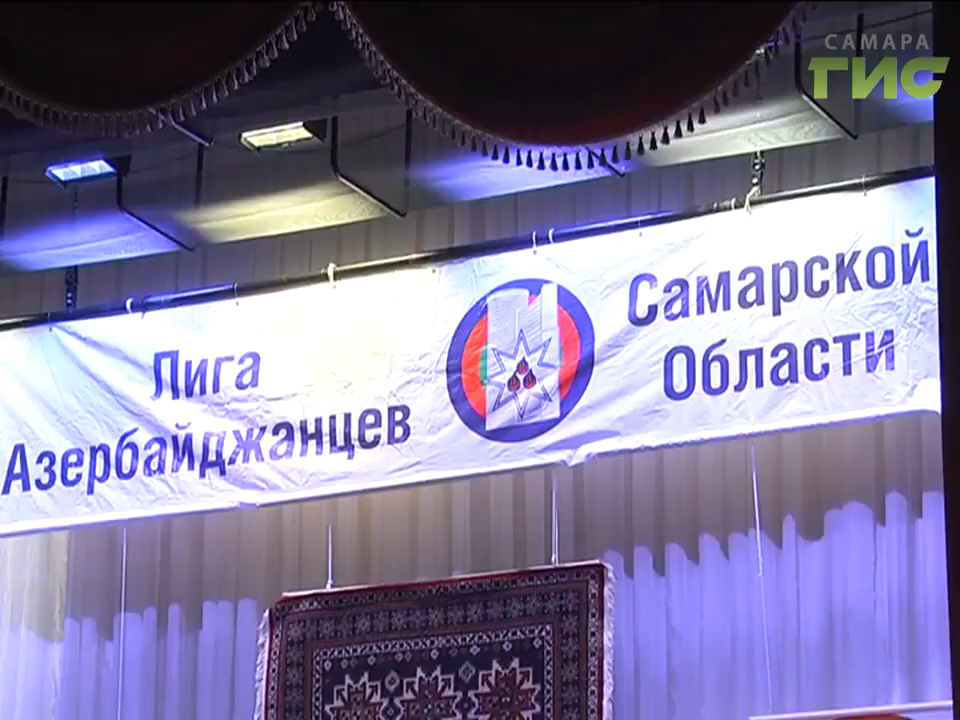 САМАРА
ГИС
Лига
Азербайджанцев
Самарской
Области